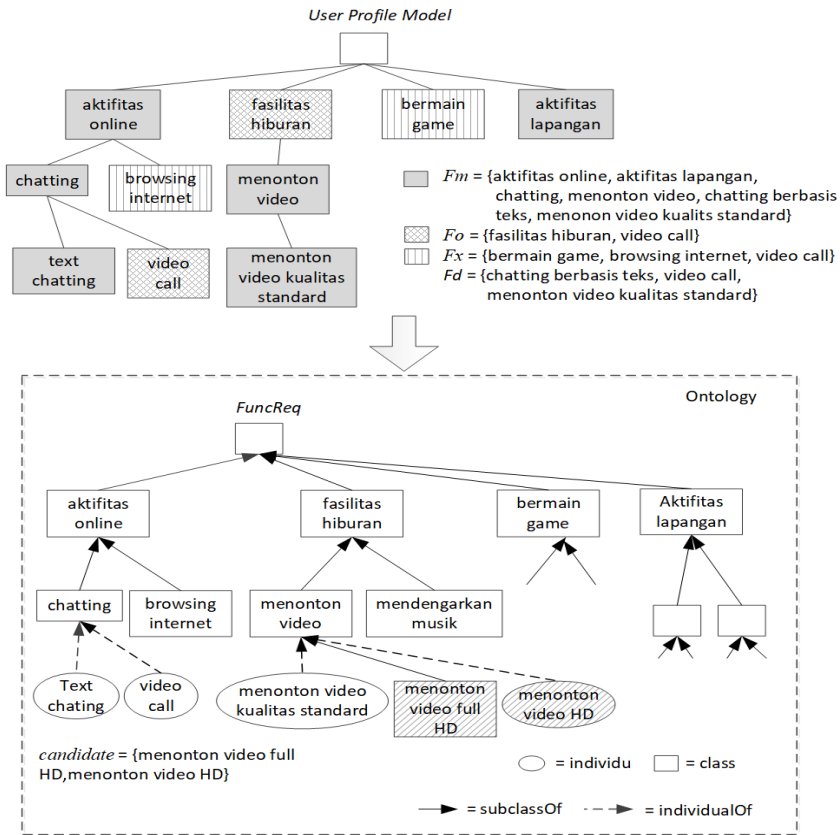 User Profile Model
aktifitas
online
fasilitas
hiburan
bermain
game
aktifitas
lapangan
chatting
browsing
internet
menonton
video
text
chatting
video
call
menonton
video kualitas
standard
Fm = {aktifitas online, aktifitas lapangan,
chatting, menonton video, chatting berbasis
teks, menonon video kualits standard}
Fo = {fasilitas hiburan, video call}
Fx = {bermain game, browsing internet, video call}
Fd = {chatting berbasis teks, video call,
menonton video kualitas standard}
Ontology
FuncReq
aktifitas
online
fasilitas
hiburan
bermain
game
Aktifitas
lapangan
chatting
browsing
internet
menonton
video
mendengarkan
musik
Text
chating
video
call
menonton video
kualitas standard
menonton
video full
HD
menonton
video HD
candidate = {menonton video full
HD,menonton video HD}
= individu
= class
= subclassOf
= individualOf